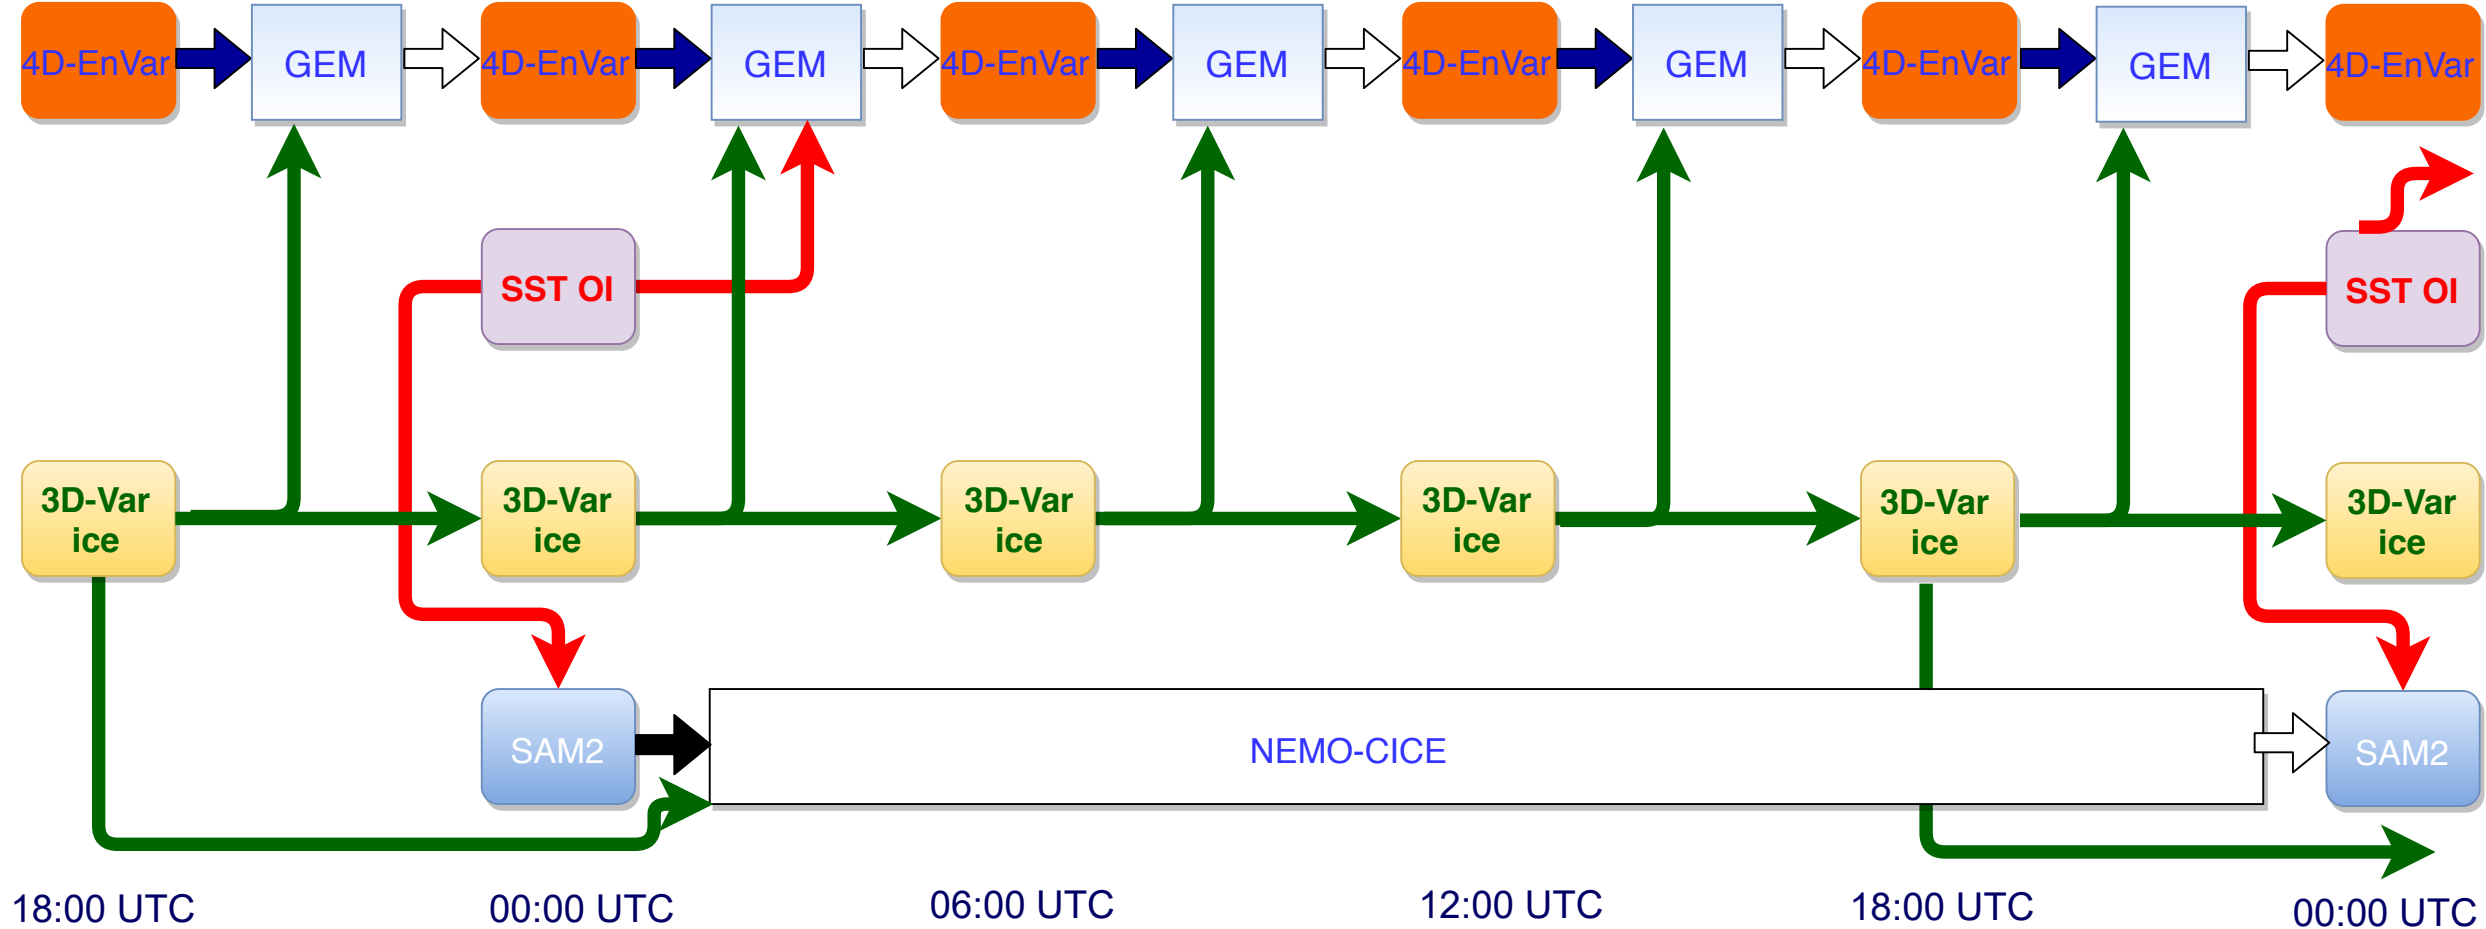 4D-EnVar
GEM
4D-EnVar
GEM
4D-EnVar
GEM
4D-EnVar
GEM
4D-EnVar
GEM
4D-EnVar
SST OI
SST OI
3D-Var
ice
3D-Var
ice
3D-Var
ice
3D-Var
ice
3D-Var
ice
3D-Var
ice
SAM2
NEMO-CICE
SAM2
18:00 UTC
00:00 UTC
06:00 UTC
12:00 UTC
18:00 UTC
00:00 UTC